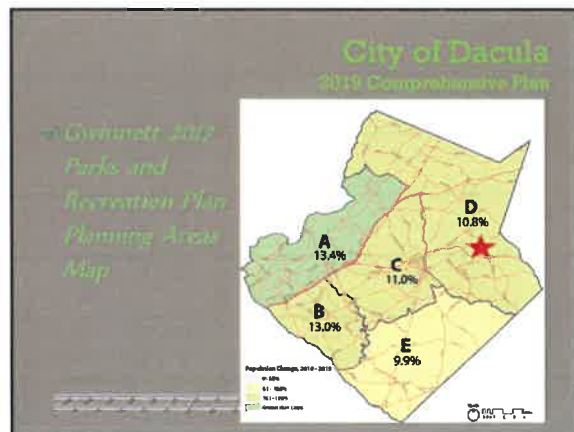 City of Dacula
2019 Comprehensive Plan
Gwinnett 2012
Parks and
Recreation Plan
Planning Areas
Map
A
13.4%
D
10.8%
C
11.0%
B
13.0%
E
9.9%
Population Change, 2010 - 2015